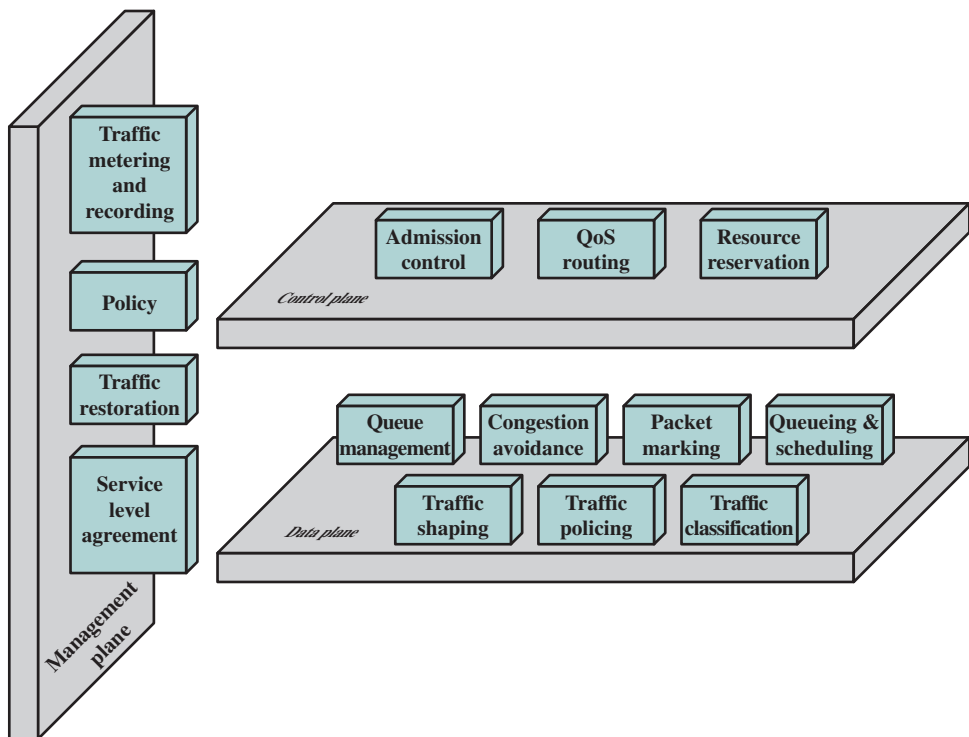 Traffic
metering
and
recording
Policy
Traffic
restoration
Service
level
agreement
Management
plane
Admission
control
QoS
routing
Resource
reservation
Control plane
Queue
management
Congestion
avoidance
Packet
marking
Queueing &
scheduling
Traffic
shaping
Traffic
policing
Traffic
classification
Data plane